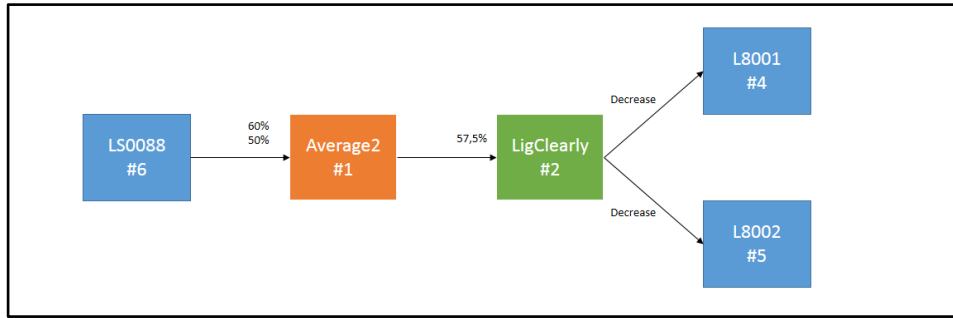 LS0088
#6
60%
50%
Average2
#1
57,5%
LigClearly
#2
Decrease
Decrease
L8001
#4
L8002
#5